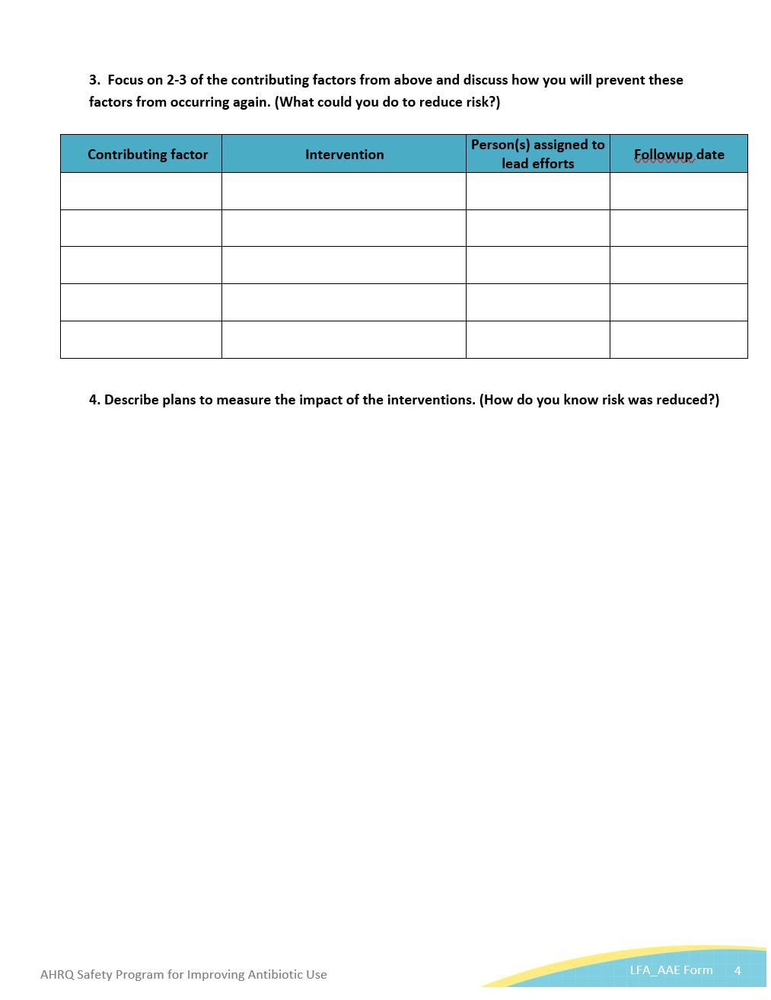 3.  Focus on 2-3 of the contributing factors from above and discuss how you will prevent these
factors from occurring again. (What could you do to reduce risk?)
Contributing factor
Intervention
Person(s) assigned to
lead efforts
Followup date
4. Describe plans to measure the impact of the interventions. (How do you know risk was reduced?)
AHRQ Safety Program for Improving Antibiotic Use
LFA_AAE Form 4